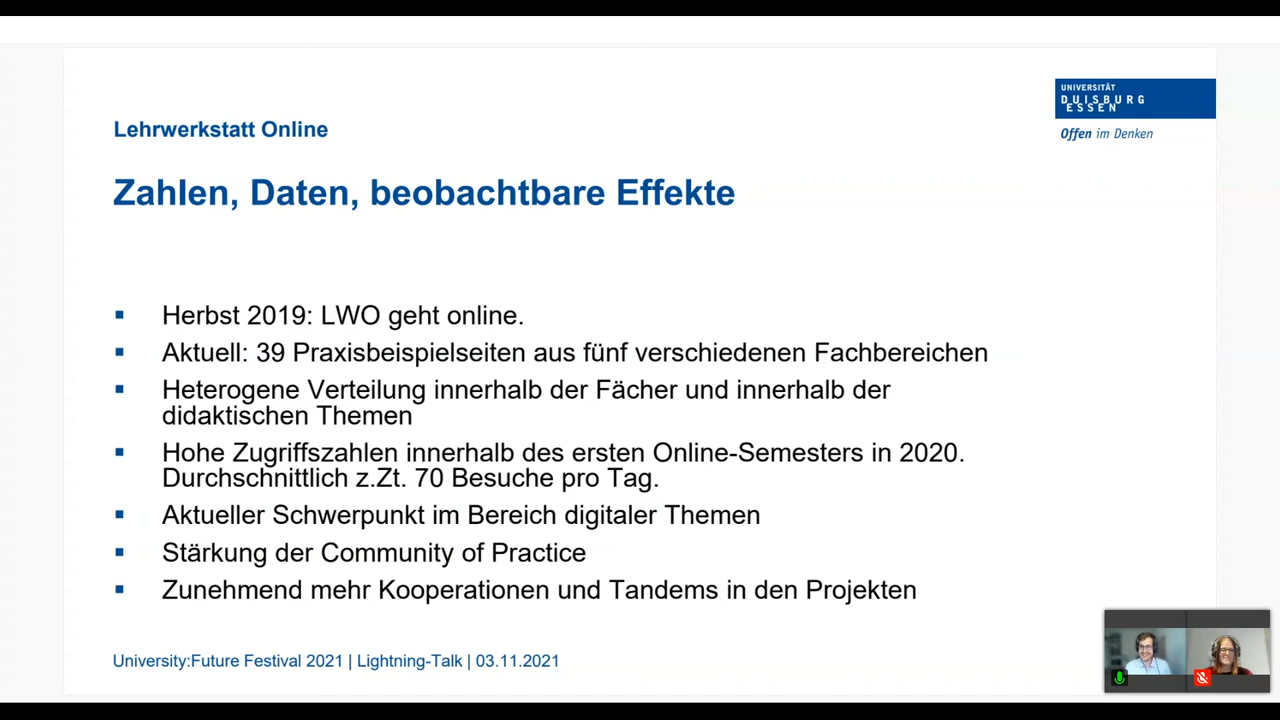 UNIVERSITÄT
DUISBURG
ESSEN
Offen im Denken
Lehrwerkstatt Online
Zahlen, Daten, beobachtbare Effekte
▪ Herbst 2019: LWO geht online.
▪ Aktuell: 39 Praxisbeispielseiten aus fünf verschiedenen Fachbereichen
▪ Heterogene Verteilung innerhalb der Fächer und innerhalb der
didaktischen Themen
▪ Hohe Zugriffszahlen innerhalb des ersten Online-Semesters in 2020.
Durchschnittlich z.Zt. 70 Besuche pro Tag.
▪ Aktueller Schwerpunkt im Bereich digitaler Themen
▪ Stärkung der Community of Practice
▪ Zunehmend mehr Kooperationen und Tandems in den Projekten
University:Future Festival 2021 | Lightning-Talk | 03.11.2021